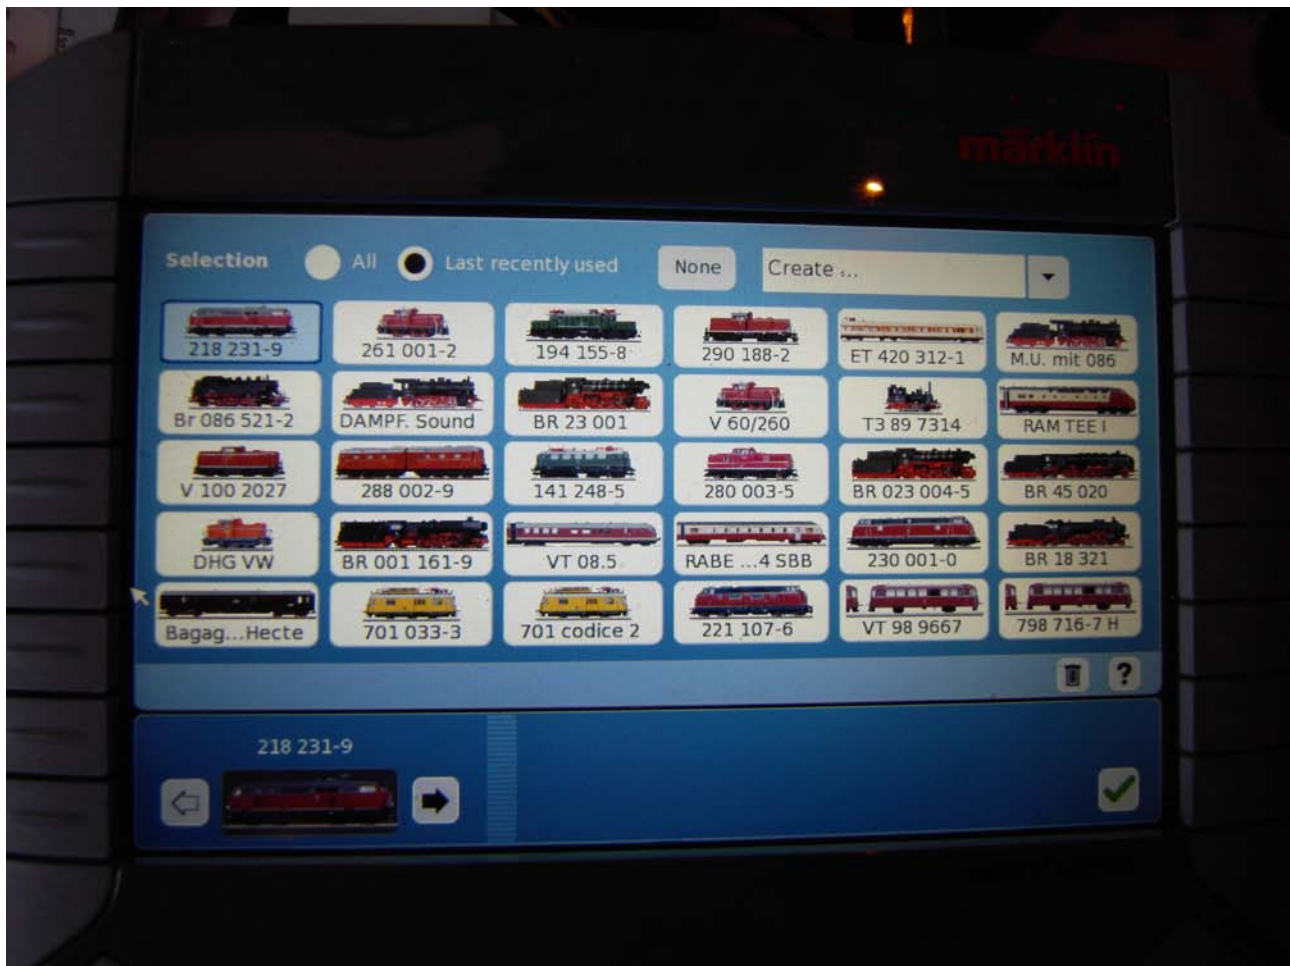 märklin
Selection All Last recently used None Create ...
218 231-9 261 001-2 194 155-8 290 188-2 ET 420 312-1 M.U. mit 086
Br 086 521-2 DAMPF. Sound BR 23 001 V 60/260 T3 89 7314 RAM TEE I
V 100 2027 288 002-9 141 248-5 280 003-5 BR 023 004-5 BR 45 020
DHG VW BR 001 161-9 VT 08.5 RABE ...4 SBB 230 001-0 BR 18 321
Bagag...Hecte 701 033-3 701 codice 2 221 107-6 VT 98 9667 798 716-7 H
?
218 231-9